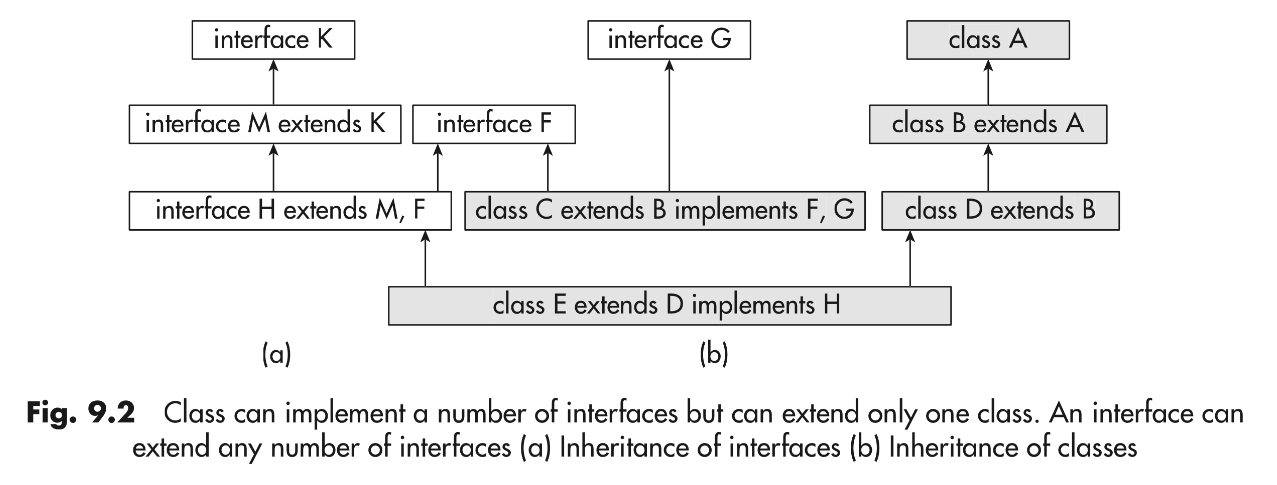 interface K
interface G
class A
interface M extends K
interface F
class B extends A
interface H extends M, F
class C extends B implements F, G
class D extends B
class E extends D implements H
(a)
(b)
Fig. 9.2 Class can implement a number of interfaces but can extend only one class. An interface can
extend any number of interfaces (a) Inheritance of interfaces (b) Inheritance of classes